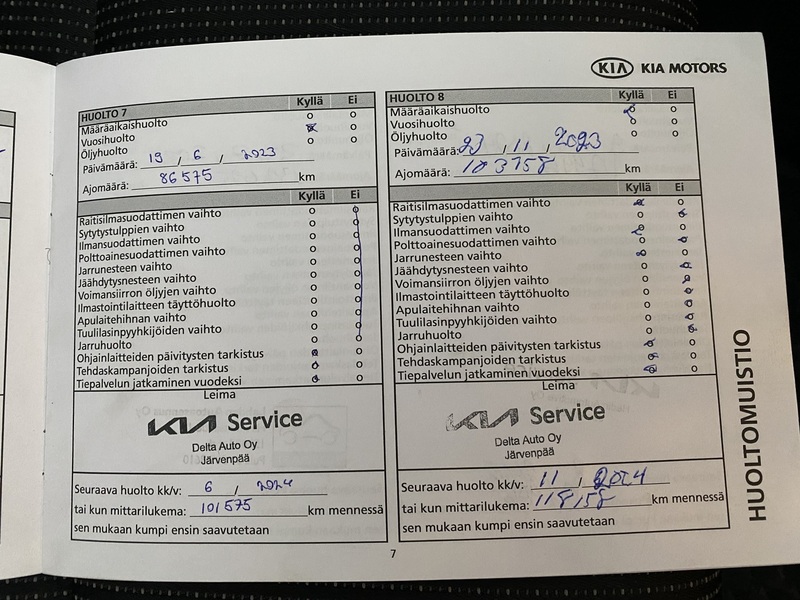 KIA KIA MOTORS
HUOLTO 7 Kyllä Ei
Määräaikaishuolto o o
Vuosihuolto x o
Öljyhuolto o o
Päivämäärä: 19 , 6 , 2023
Ajomäärä: 86575 km
Kyllä Ei
Raitisilmasuodattimen vaihto
Sytytystulppien vaihto
Ilmansuodattimen vaihto
Polttoainesuodattimen vaihto
Jarrunesteen vaihto
Jäähdytysnesteen vaihto
Voimansiirron öljyjen vaihto
Ilmastointilaitteen täyttöhuolto
Apulaitehihnan vaihto
Tuulilasinpyyhkijöiden vaihto
Jarruhuolto
Ohjainlaitteiden päivitysten tarkistus
Tehdaskampanjoiden tarkistus
Tiepalvelun jatkaminen vuodeksi
Leima
KIA Service
Delta Auto Oy
Järvenpää
Seuraava huolto kk/v: 6 , 2024
tai kun mittarilukema: 101575 km mennessä
sen mukaan kumpi ensin saavutetaan
HUOLTO 8 Kyllä Ei
Määräaikaishuolto
Vuosihuolto
Öljyhuolto
Päivämäärä: 23 , 11 , 2023
Ajomäärä: 103758 km
Kyllä Ei
Raitisilmasuodattimen vaihto
Sytytystulppien vaihto
Ilmansuodattimen vaihto
Polttoainesuodattimen vaihto
Jarrunesteen vaihto
Jäähdytysnesteen vaihto
Voimansiirron öljyjen vaihto
Ilmastointilaitteen täyttöhuolto
Apulaitehihnan vaihto
Tuulilasinpyyhkijöiden vaihto
Jarruhuolto
Ohjainlaitteiden päivitysten tarkistus
Tehdaskampanjoiden tarkistus
Tiepalvelun jatkaminen vuodeksi
Leima
KIA Service
Delta Auto Oy
Järvenpää
Seuraava huolto kk/v: 11 , 2024
tai kun mittarilukema: 118158 km mennessä
sen mukaan kumpi ensin saavutetaan
HUOLTOMUISTIO
7